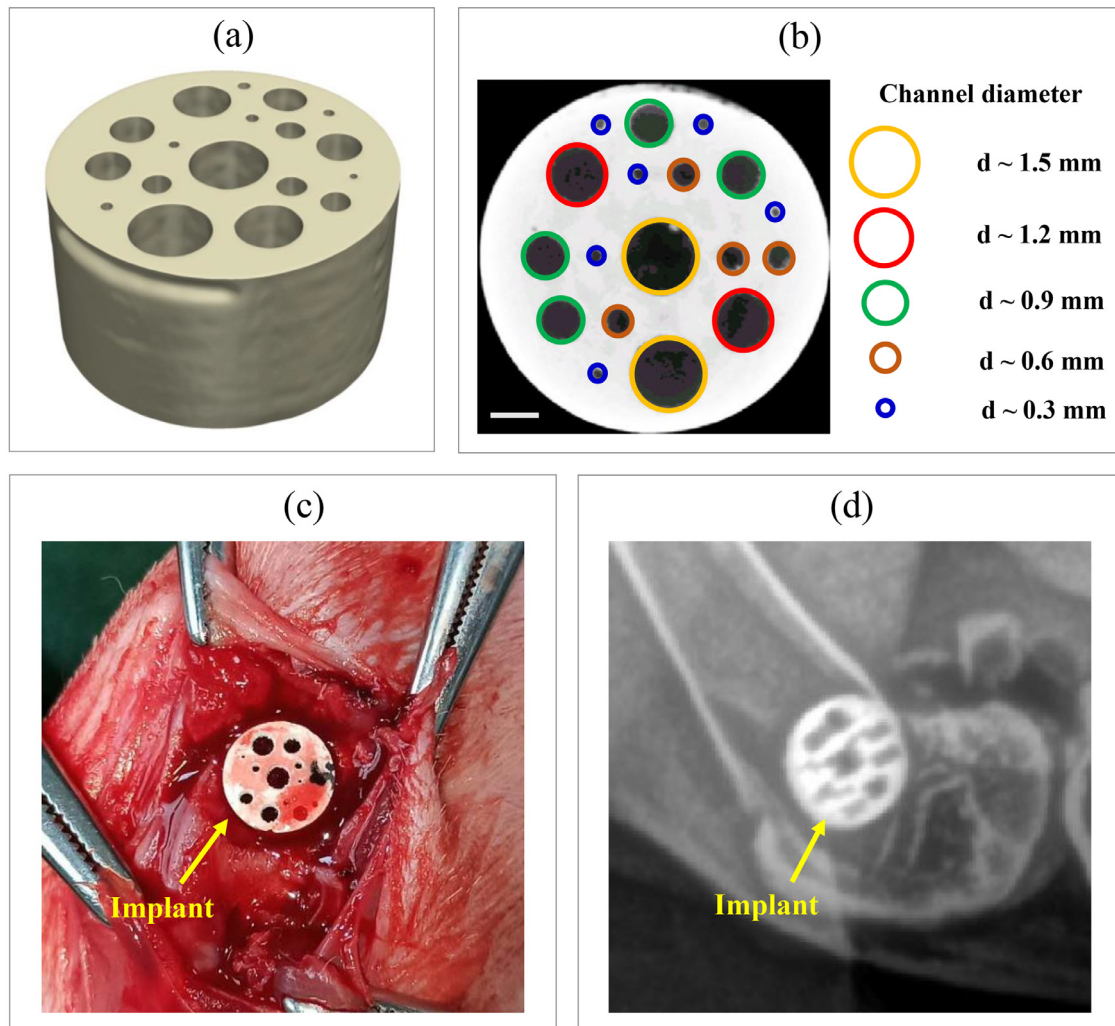 (a)
(b)
Channel diameter
d ~ 1.5 mm
d ~ 1.2 mm
d ~ 0.9 mm
d ~ 0.6 mm
d ~ 0.3 mm
(c)
(d)
Implant
Implant